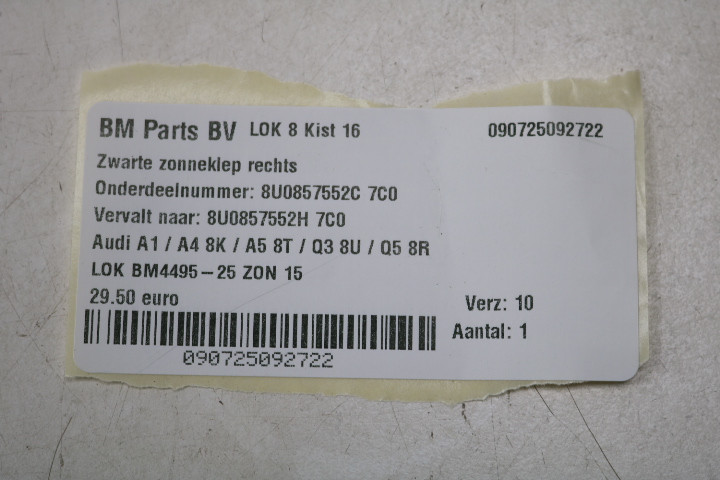 BM Parts BV LOK 8 Kist 16 090725092722
Zwarte zonneklep rechts
Onderdeelnummer: 8U0857552C 7C0
Vervalt naar: 8U0857552H 7C0
Audi A1 / A4 8K / A5 8T / Q3 8U / Q5 8R
LOK BM4495-25 ZON 15
29.50 euro Verz: 10
Aantal: 1
090725092722